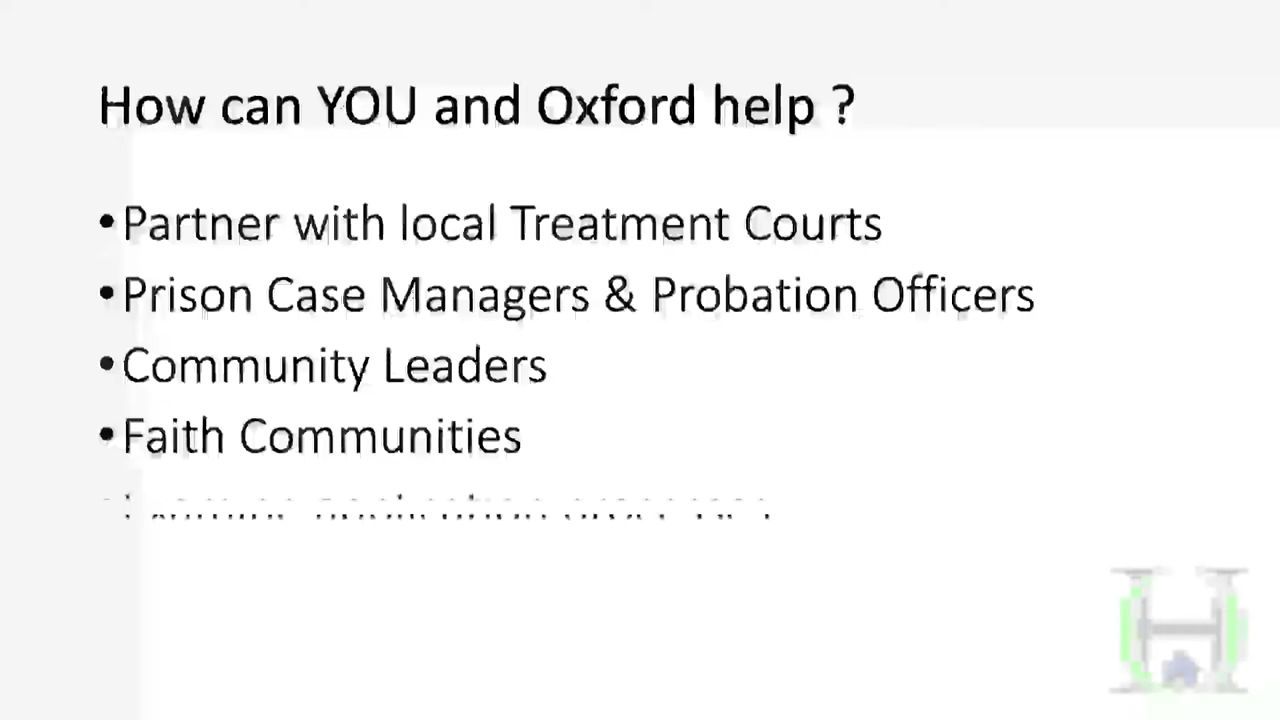 How can YOU and Oxford help ?
•Partner with local Treatment Courts
•Prison Case Managers & Probation Officers
•Community Leaders
•Faith Communities